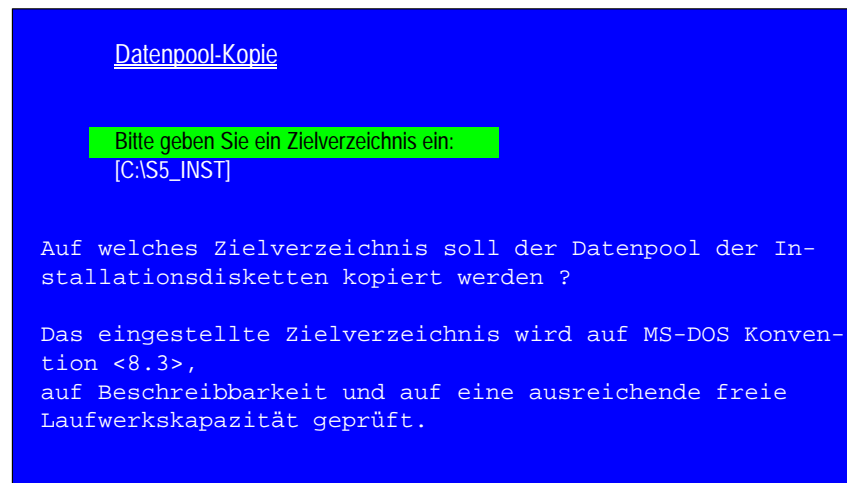 Datenpool-Kopie
Bitte geben Sie ein Zielverzeichnis ein:
[C:\S5_INST]
Auf welches Zielverzeichnis soll der Datenpool der In-
stallationsdisketten kopiert werden ?
Das eingestellte Zielverzeichnis wird auf MS-DOS Konven-
tion <8.3>,
auf Beschreibbarkeit und auf eine ausreichende freie
Laufwerkskapazität geprüft.